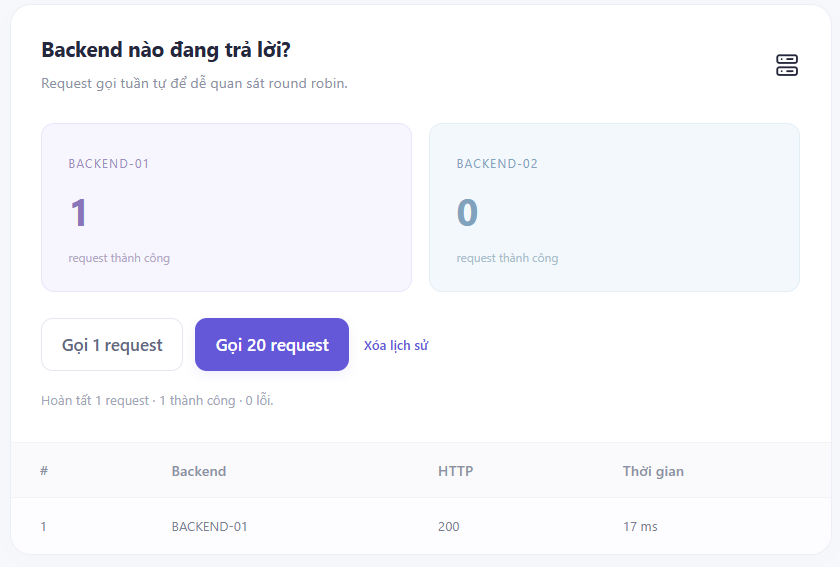 Backend nào đang trả lời?
Request gọi tuần tự để dễ quan sát round robin.
BACKEND-01
1
request thành công
BACKEND-02
0
request thành công
Gọi 1 request
Gọi 20 request
Xóa lịch sử
Hoàn tất 1 request · 1 thành công · 0 lỗi.
# Backend HTTP Thời gian
1 BACKEND-01 200 17 ms